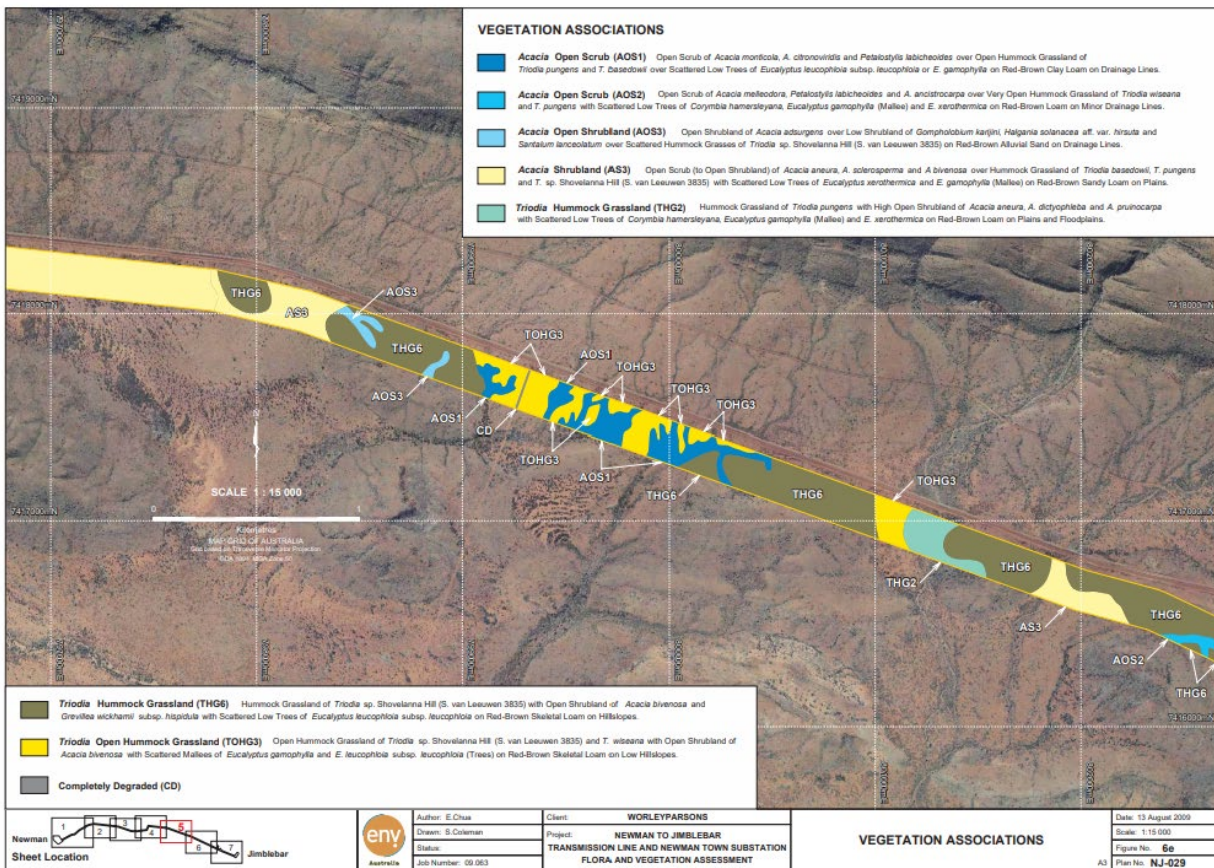 VEGETATION ASSOCIATIONS
Acacia Open Scrub (AOS1) Open Scrub of Acacia monticola, A. citronoviridis and Petalostylis labicheoides over Open Hummock Grassland of
Triodia pungens and T. basedowii over Scattered Low Trees of Eucalyptus leucophloia subsp. leucophloia or E. gamophylla on Red-Brown Clay Loam on Drainage Lines.
Acacia Open Scrub (AOS2) Open Scrub of Acacia melleodora, Petalostylis labicheoides and A. ancistrocarpa over Very Open Hummock Grassland of Triodia wiseana
and T. pungens with Scattered Low Trees of Corymbia hamersleyana, Eucalyptus gamophylla (Mallee) and E. xerothermica on Red-Brown Loam on Minor Drainage Lines.
Acacia Open Shrubland (AOS3) Open Shrubland of Acacia adsurgens over Low Shrubland of Gompholobium karijini, Halgania solanacea aff. var. hirsuta and
Santalum lanceolatum over Scattered Hummock Grasses of Triodia sp. Shovelanna Hill (S. van Leeuwen 3835) on Red-Brown Alluvial Sand on Drainage Lines.
Acacia Shrubland (AS3) Open Scrub (to Open Shrubland) of Acacia aneura, A. sclerosperma and A bivenosa over Hummock Grassland of Triodia basedowii, T. pungens
and T. sp. Shovelanna Hill (S. van Leeuwen 3835) with Scattered Low Trees of Eucalyptus xerothermica and E. gamophylla (Mallee) on Red-Brown Sandy Loam on Plains.
Triodia Hummock Grassland (THG2) Hummock Grassland of Triodia pungens with High Open Shrubland of Acacia aneura, A. dictyophleba and A. pruinocarpa
with Scattered Low Trees of Corymbia hamersleyana, Eucalyptus gamophylla (Mallee) and E. xerothermica on Red-Brown Loam on Plains and Floodplains.
7419000mN
7418000mN
7418000mN
THG6
AOS3
AS3
THG6
TOHG3
AOS1
TOHG3
TOHG3
TOHG3
AOS3
AOS1
CD
TOHG3
AOS1
THG6
THG6
TOHG3
N
SCALE 1 : 15 000
0
1
Kilometres
MAP GRID OF AUSTRALIA
7417000mN
7417000mN
THG2
THG6
AS3
THG6
AOS2
THG6
7416000mN
Triodia Hummock Grassland (THG6) Hummock Grassland of Triodia sp. Shovelanna Hill (S. van Leeuwen 3835) with Open Shrubland of Acacia bivenosa and
Grevillea wickhamii subsp. hispidula with Scattered Low Trees of Eucalyptus leucophloia subsp. leucophloia on Red-Brown Skeletal Loam on Hillslopes.
Triodia Open Hummock Grassland (TOHG3) Open Hummock Grassland of Triodia sp. Shovelanna Hill (S. van Leeuwen 3835) and T. wiseana with Open Shrubland of
Acacia bivenosa with Scattered Mallees of Eucalyptus gamophylla and E. leucophloia subsp. leucophloia (Trees) on Red-Brown Skeletal Loam on Low Hillslopes.
Completely Degraded (CD)
Newman
1
2
3
4
5
6
7
Jimblebar
Sheet Location
env
Australia
Author: E.Chua
Drawn: S.Coleman
Status:
Job Number: 09.063
Client: WORLEYPARSONS
Project: NEWMAN TO JIMBLEBAR
TRANSMISSION LINE AND NEWMAN TOWN SUBSTATION
FLORA AND VEGETATION ASSESSMENT
VEGETATION ASSOCIATIONS
A3
Date: 13 August 2009
Scale: 1:15 000
Figure No. 6e
Plan No. NJ-029